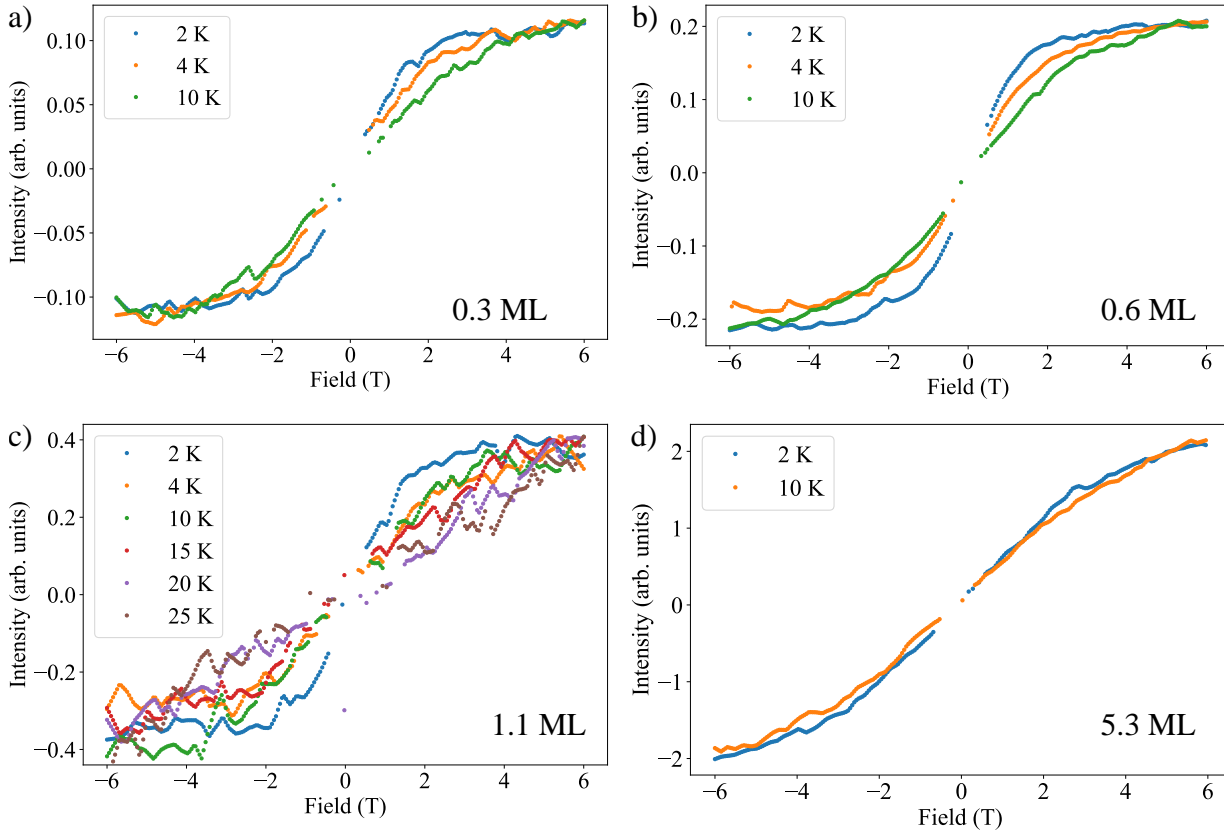 a)
Intensity (arb. units)
0.10
0.05
0.00
−0.05
−0.10
2 K
4 K
10 K
0.3 ML
−6 −4 −2 0 2 4 6
Field (T)
b)
Intensity (arb. units)
0.2
0.1
0.0
−0.1
−0.2
2 K
4 K
10 K
0.6 ML
−6 −4 −2 0 2 4 6
Field (T)
c)
Intensity (arb. units)
0.4
0.2
0.0
−0.2
−0.4
2 K
4 K
10 K
15 K
20 K
25 K
1.1 ML
−6 −4 −2 0 2 4 6
Field (T)
d)
Intensity (arb. units)
2
1
0
−1
−2
2 K
10 K
5.3 ML
−6 −4 −2 0 2 4 6
Field (T)